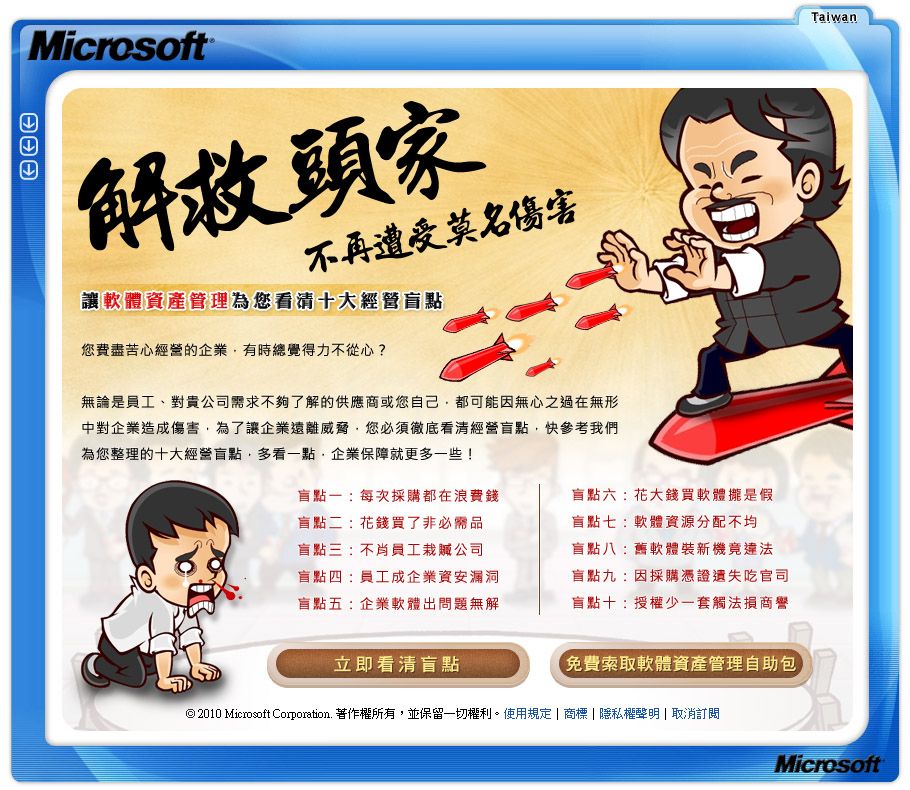 Taiwan
Microsoft
解救頭家
不再遭受莫名傷害
讓軟體資產管理為您看清十大經營盲點
您費盡苦心經營的企業，有時總覺得力不從心？
無論是員工、對貴公司需求不夠了解的供應商或您自己，都可能因無心之過在無形
中對企業造成傷害，為了讓企業遠離威脅，您必須徹底看清經營盲點，快參考我們
為您整理的十大經營盲點，多看一點，企業保障就更多一些！
盲點一：每次採購都在浪費錢
盲點二：花錢買了非必需品
盲點三：不肖員工栽贓公司
盲點四：員工成企業資安漏洞
盲點五：企業軟體出問題無解
盲點六：花大錢買軟體攏是假
盲點七：軟體資源分配不均
盲點八：舊軟體裝新機竟違法
盲點九：因採購憑證遺失吃官司
盲點十：授權少一套觸法損商譽
立即看清盲點
免費索取軟體資產管理自助包
© 2010 Microsoft Corporation. 著作權所有，並保留一切權利。使用規定 | 商標 | 隱私權聲明 | 取消訂閱
Microsoft